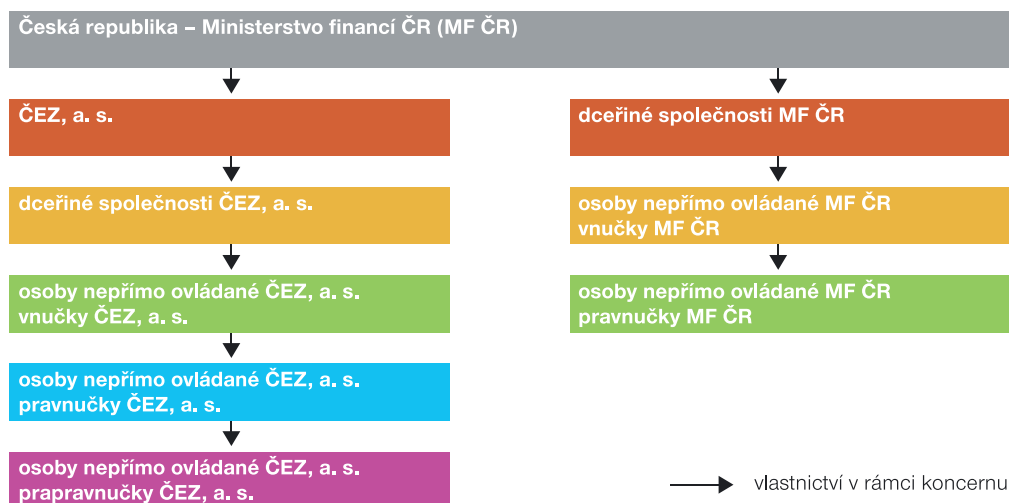 Česká republika – Ministerstvo financí ČR (MF ČR)
ČEZ, a. s.
dceřiné společnosti ČEZ, a. s.
osoby nepřímo ovládané ČEZ, a. s.
vnučky ČEZ, a. s.
osoby nepřímo ovládané ČEZ, a. s.
pravnučky ČEZ, a. s.
osoby nepřímo ovládané ČEZ, a. s.
prapravnučky ČEZ, a. s.
dceřiné společnosti MF ČR
osoby nepřímo ovládané MF ČR
vnučky MF ČR
osoby nepřímo ovládané MF ČR
pravnučky MF ČR
vlastnictví v rámci koncernu